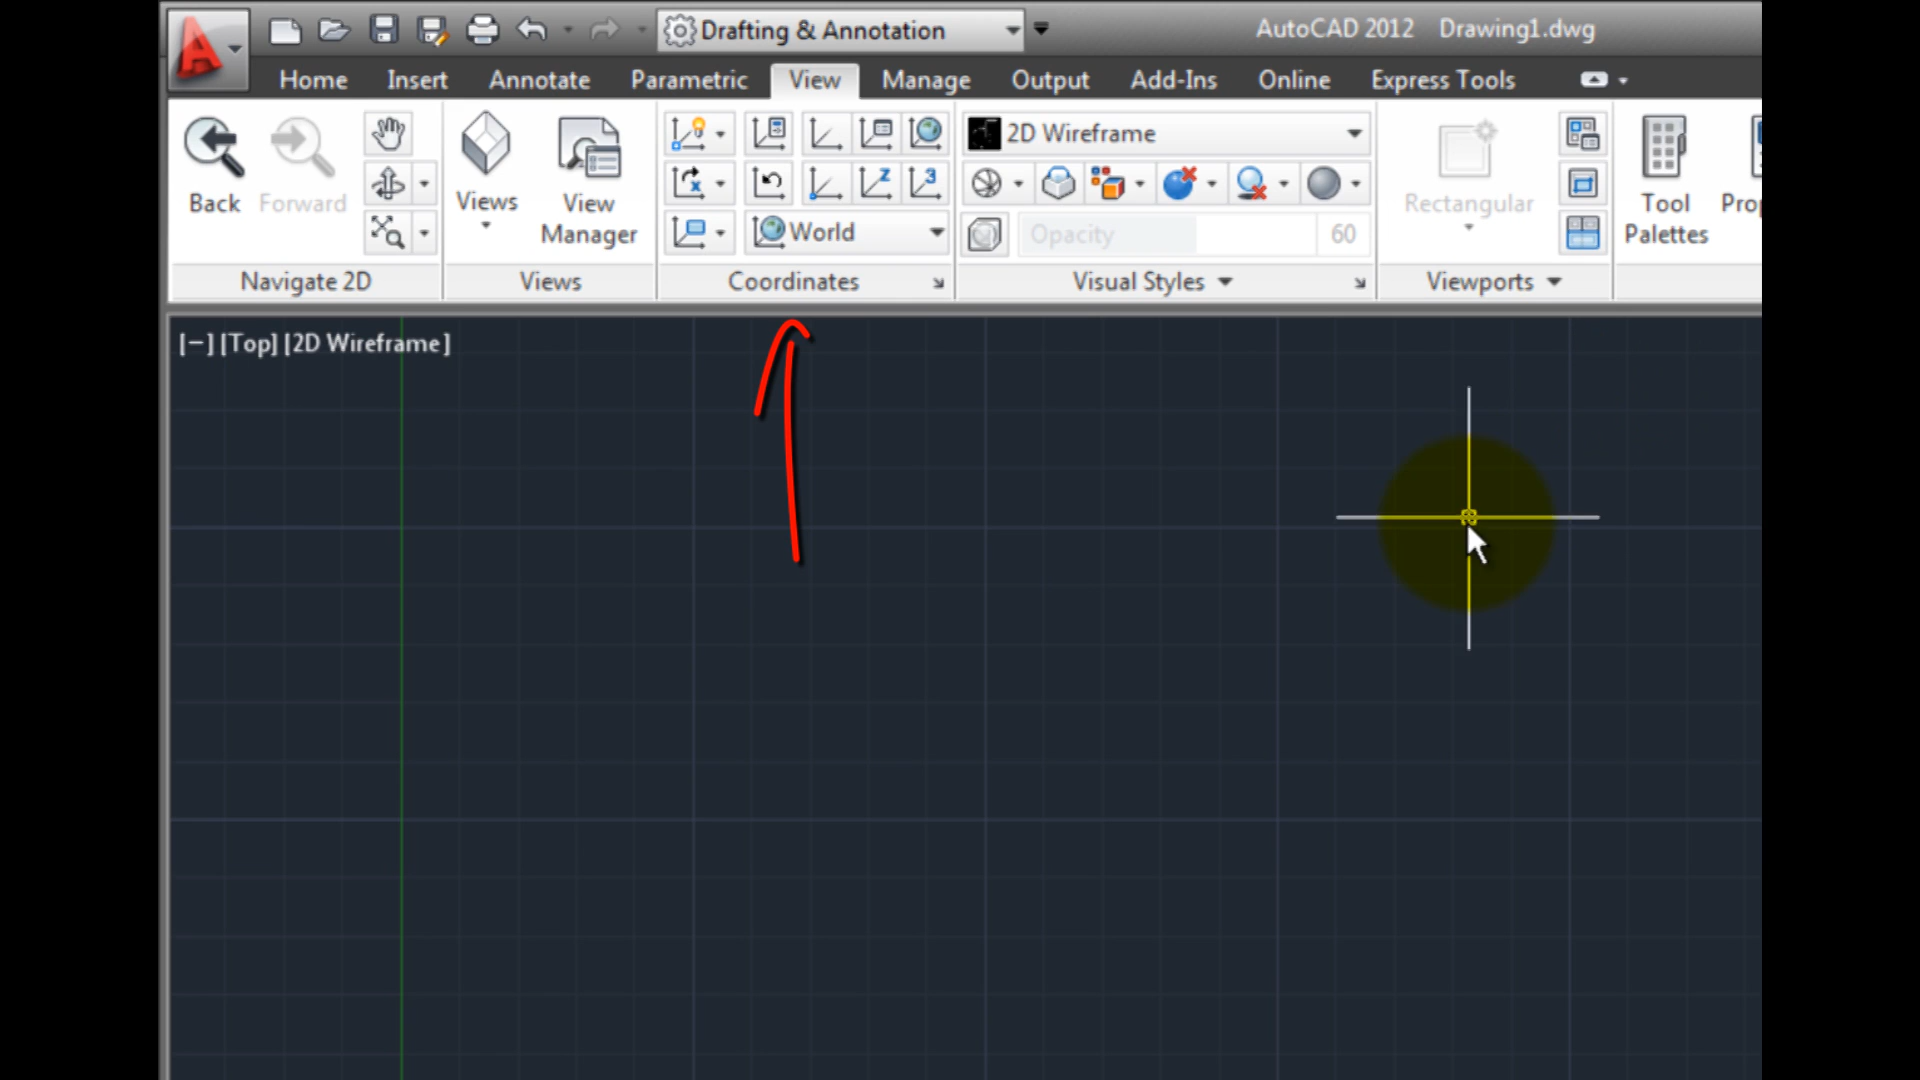 Drafting & Annotation
AutoCAD 2012 Drawing1.dwg
Home Insert Annotate Parametric View Manage Output Add-Ins Online Express Tools
2D Wireframe
Back Forward
Views
View Manager
World
Opacity 60
Rectangular
Tool Palettes
Navigate 2D Views Coordinates Visual Styles Viewports
[−] [Top] [2D Wireframe]